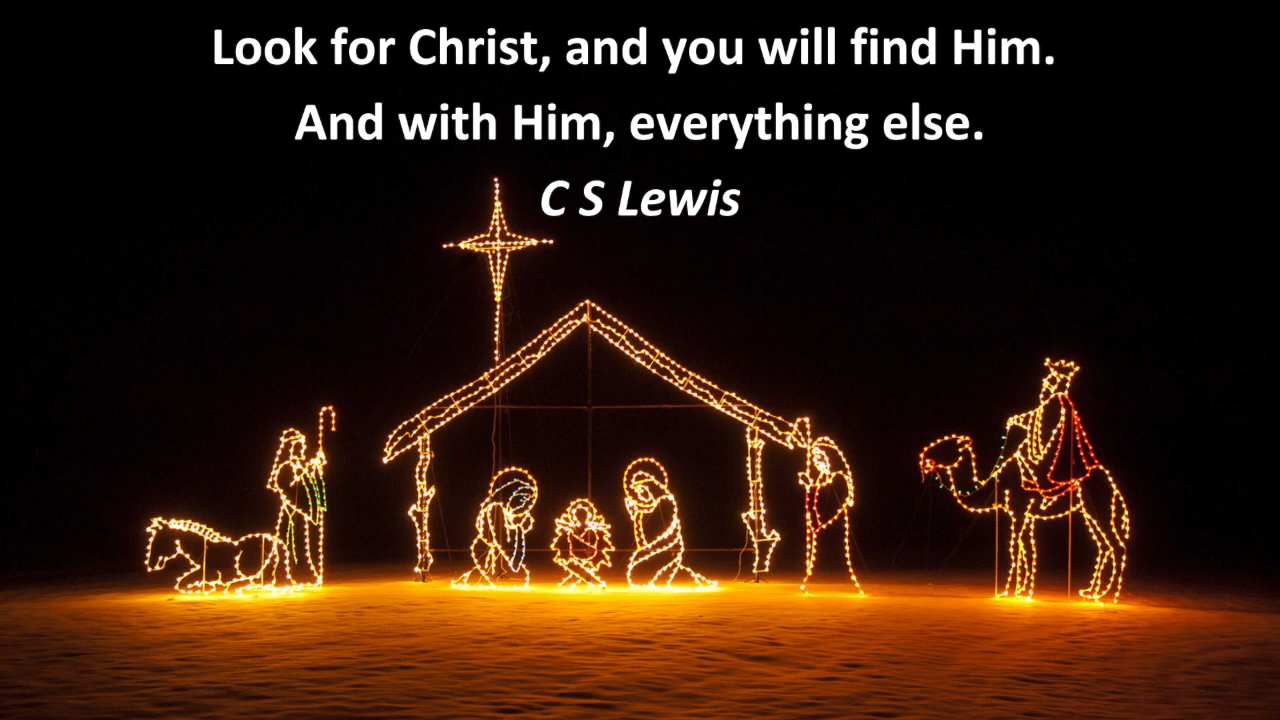 Look for Christ, and you will find Him.
And with Him, everything else.
C S Lewis